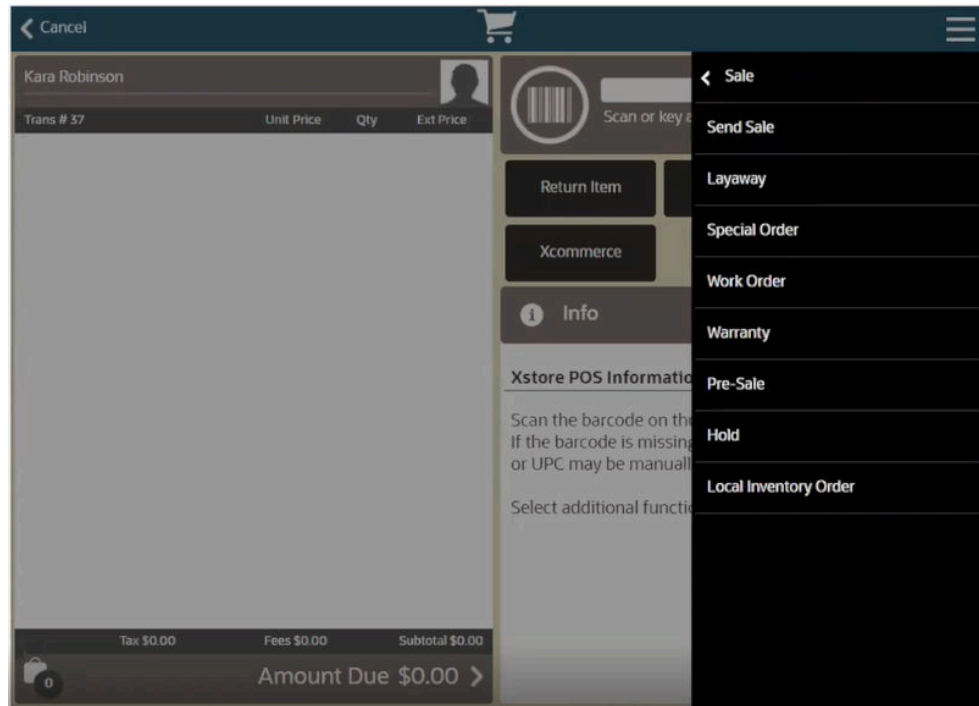 Cancel
Kara Robinson
Trans # 37 Unit Price Qty Ext Price
Tax $0.00 Fees $0.00 Subtotal $0.00
0
Amount Due $0.00
Scan or key a
Return Item
Xcommerce
Info
Xstore POS Informatio
Scan the barcode on th
If the barcode is missing
or UPC may be manuall
Select additional functi
Sale
Send Sale
Layaway
Special Order
Work Order
Warranty
Pre-Sale
Hold
Local Inventory Order